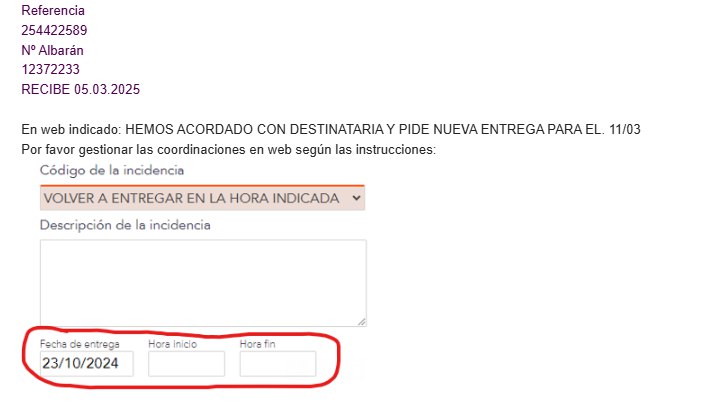 Referencia
254422589
Nº Albarán
12372233
RECIBE 05.03.2025
En web indicado: HEMOS ACORDADO CON DESTINATARIA Y PIDE NUEVA ENTREGA PARA EL. 11/03
Por favor gestionar las coordinaciones en web según las instrucciones:
Código de la incidencia
VOLVER A ENTREGAR EN LA HORA INDICADA
Descripción de la incidencia
Fecha de entrega Hora inicio Hora fin
23/10/2024